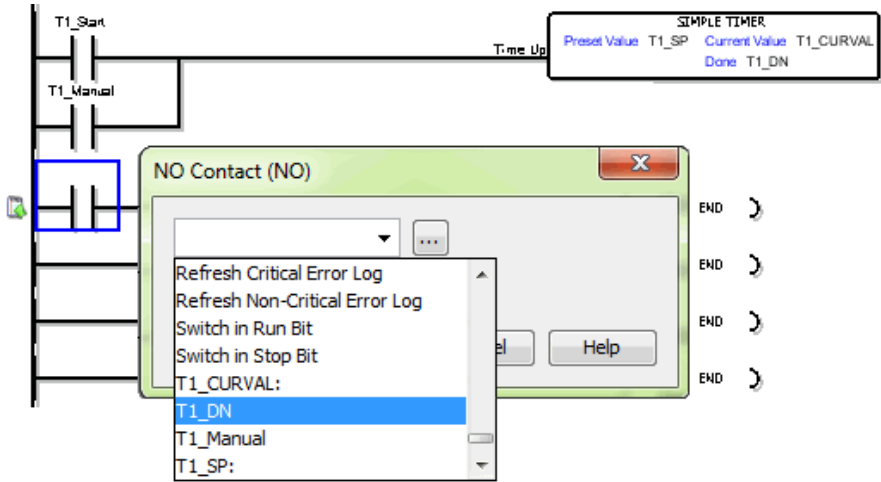 T1_Start
SIMPLE TIMER
Time Up
Preset Value T1_SP Current Value T1_CURVAL
Done T1_DN
T1_Manual
NO Contact (NO)
...
END
Refresh Critical Error Log
Refresh Non-Critical Error Log
END
Switch in Run Bit
Switch in Stop Bit
END
el
Help
T1_CURVAL:
END
T1_DN
T1_Manual
T1_SP: